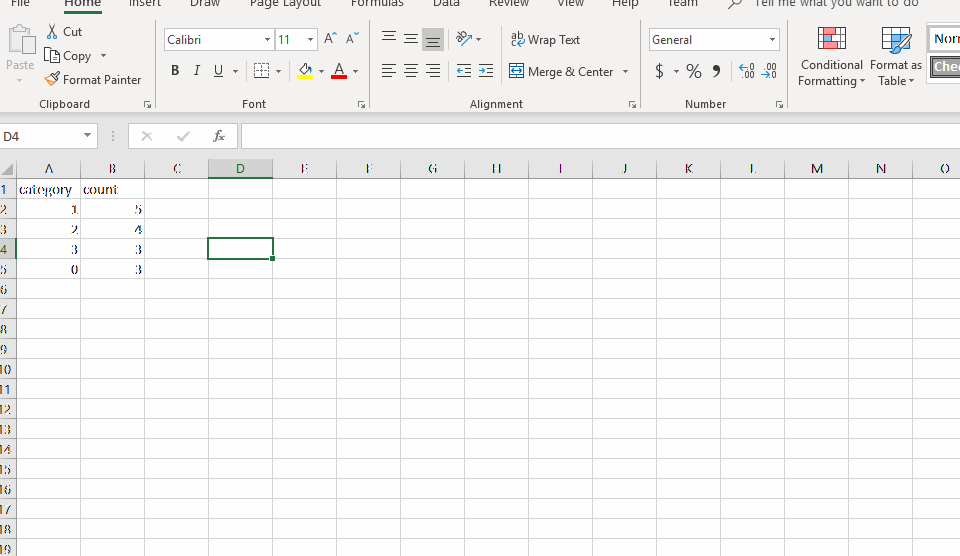 File Home Insert Draw Page Layout Formulas Data Review View Help Team Tell me what you want to do
Paste Cut Copy Format Painter
Calibri 11 A A
B I U A
ab c Wrap Text
Merge & Center
General
$ % , .00 .0
Conditional Formatting Format as Table
Clipboard Font Alignment Number
D4 fx
A B C D E F G H I J K L M N O
1 category count
2 1 5
3 2 4
4 3 3
5 0 3
6
7
8
9
10
11
12
13
14
15
16
17
18
19